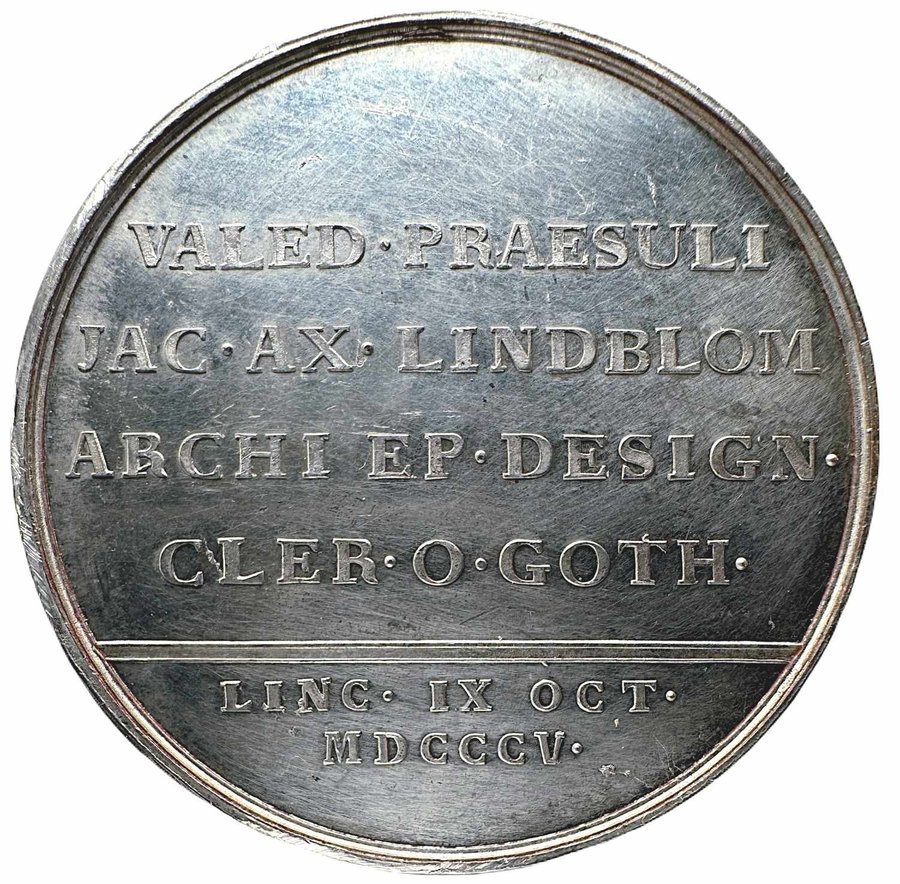 VALED·PRAESULI
JAC·AX·LINDBLOM
ARCHI EP·DESIGN·
CLER·O·GOTH·
LINC· IX OCT·
MDCCCV·